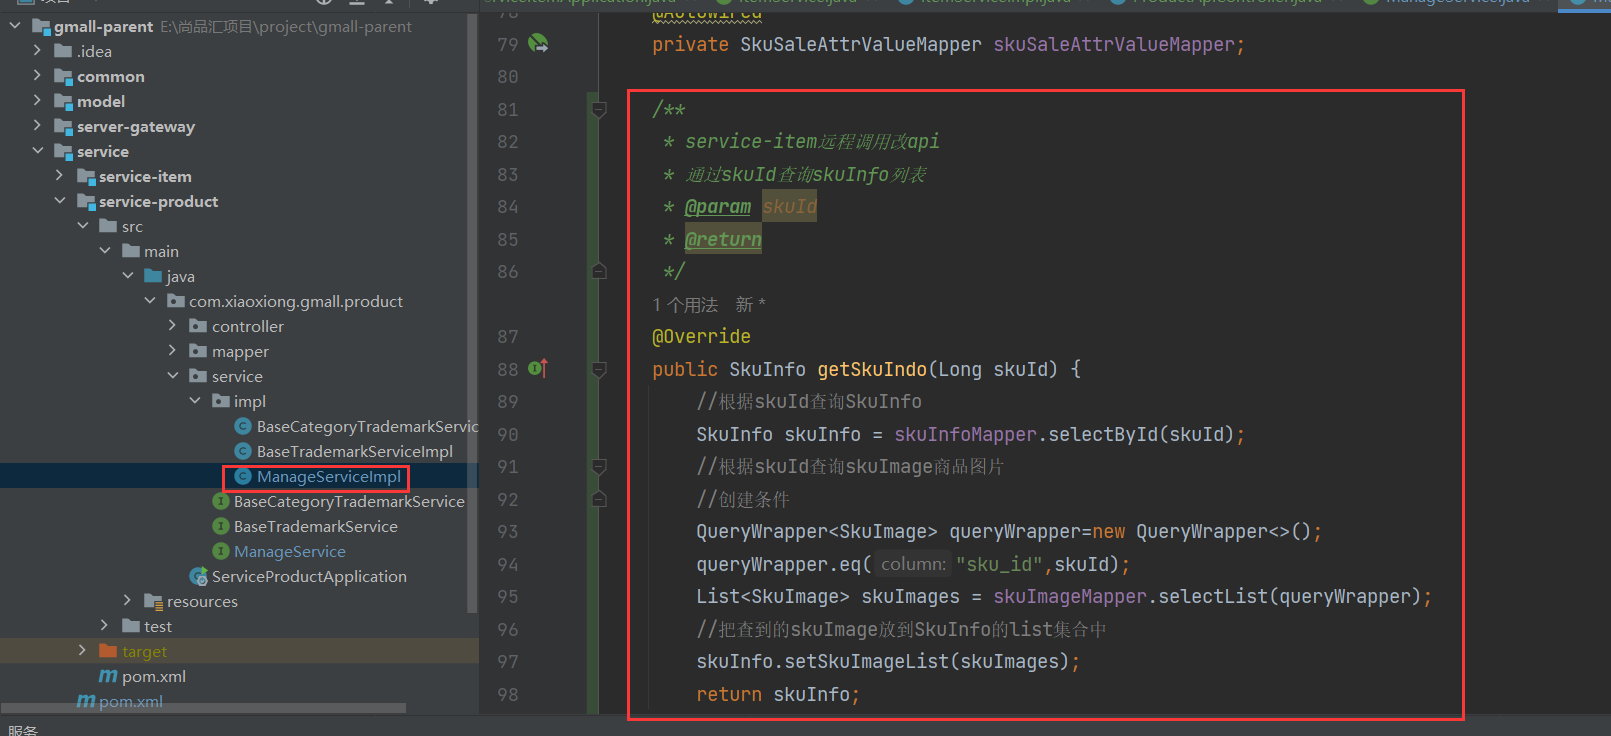 gmall-parent E:\尚品汇项目\project\gmall-parent
.idea
common
model
server-gateway
service
service-item
service-product
src
main
java
com.xiaoxiong.gmall.product
controller
mapper
service
impl
BaseCategoryTrademarkServic
BaseTrademarkServiceImpl
ManageServiceImpl
BaseCategoryTrademarkService
BaseTrademarkService
ManageService
ServiceProductApplication
resources
test
target
pom.xml
pom.xml
服务
@Autowired
79 private SkuSaleAttrValueMapper skuSaleAttrValueMapper;
80
81 /**
82 * service-item远程调用改api
83 * 通过skuId查询skuInfo列表
84 * @param skuId
85 * @return
86 */
1 个用法 新 *
87 @Override
88 public SkuInfo getSkuIndo(Long skuId) {
89 //根据skuId查询SkuInfo
90 SkuInfo skuInfo = skuInfoMapper.selectById(skuId);
91 //根据skuId查询skuImage商品图片
92 //创建条件
93 QueryWrapper<SkuImage> queryWrapper=new QueryWrapper<>();
94 queryWrapper.eq( column: "sku_id",skuId);
95 List<SkuImage> skuImages = skuImageMapper.selectList(queryWrapper);
96 //把查到的skuImage放到SkuInfo的list集合中
97 skuInfo.setSkuImageList(skuImages);
98 return skuInfo;